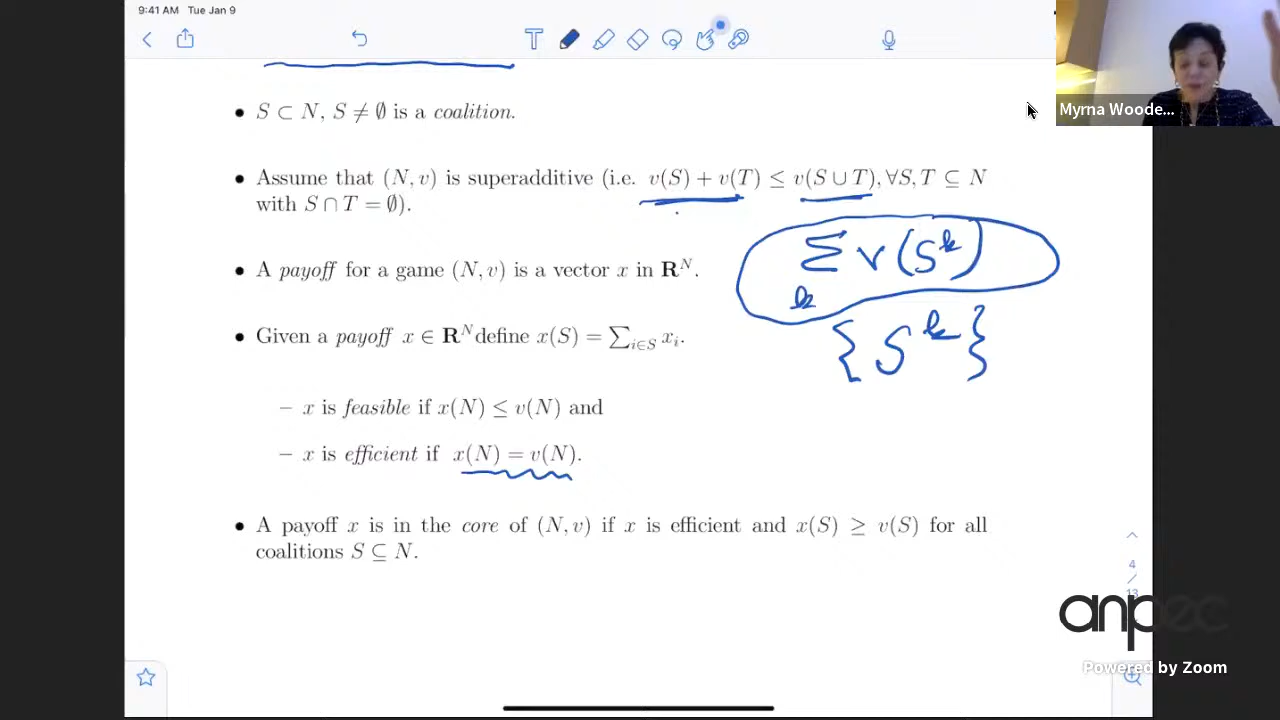 9:41 AM Tue Jan 9
• S ⊂ N, S ≠ ∅ is a coalition.
• Assume that (N, v) is superadditive (i.e. v(S) + v(T) ≤ v(S ∪ T), ∀S, T ⊆ N
with S ∩ T = ∅).
Σ v(S^k)
k
• A payoff for a game (N, v) is a vector x in R^N.
{S^k}
• Given a payoff x ∈ R^N define x(S) = ∑_{i∈S} x_i.
– x is feasible if x(N) ≤ v(N) and
– x is efficient if x(N) = v(N).
• A payoff x is in the core of (N, v) if x is efficient and x(S) ≥ v(S) for all
coalitions S ⊆ N.
Myrna Woode...
4
/
13
anpec
Powered by Zoom